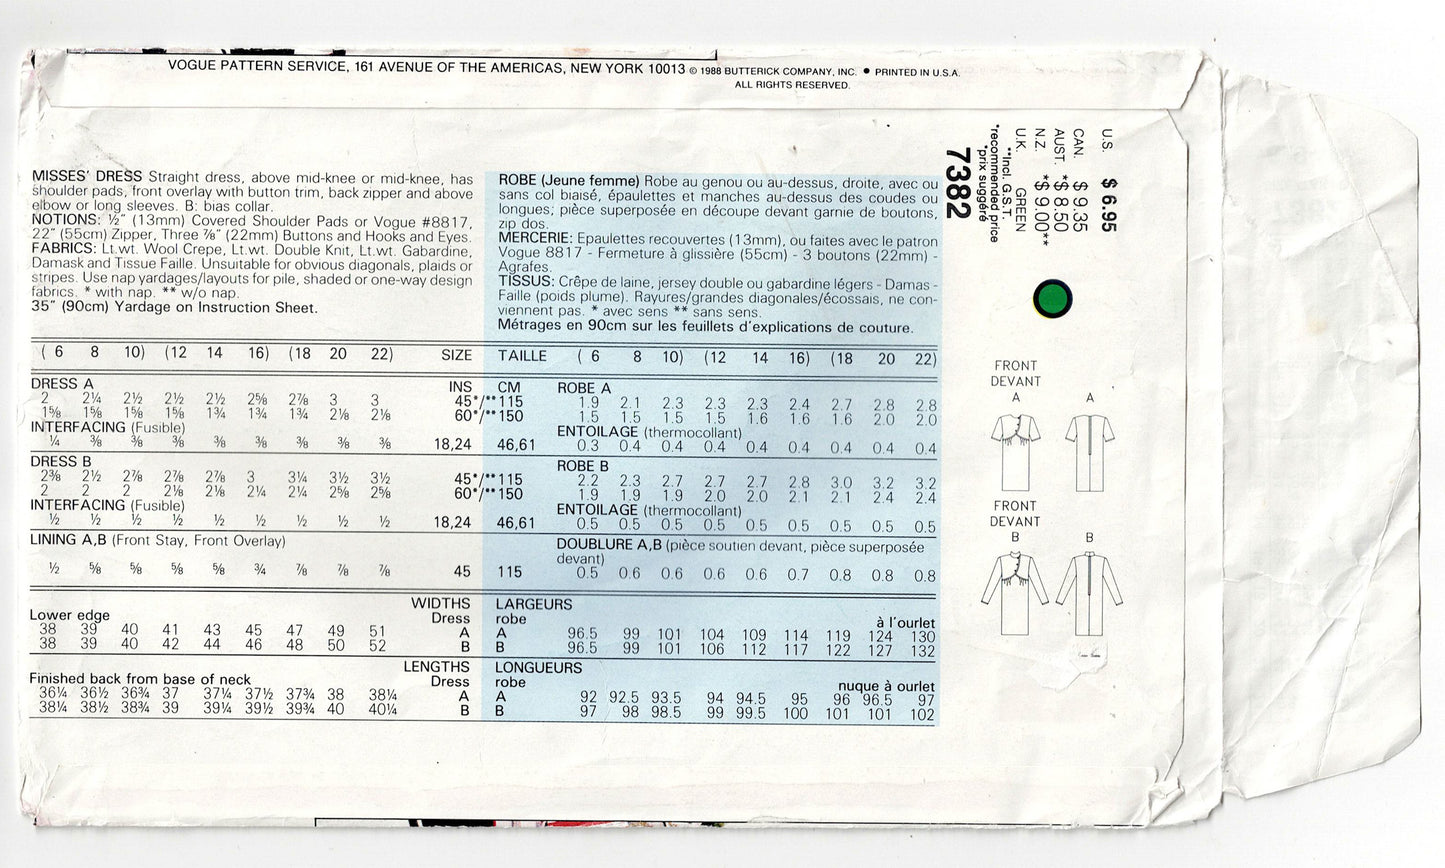 VOGUE PATTERN SERVICE, 161 AVENUE OF THE AMERICAS, NEW YORK 10013 © 1988 BUTTERICK COMPANY, INC. ● PRINTED IN U.S.A.
ALL RIGHTS RESERVED.
MISSES' DRESS Straight dress, above mid-knee or mid-knee, has
shoulder pads, front overlay with button trim, back zipper and above
elbow or long sleeves. B: bias collar.
NOTIONS: ½" (13mm) Covered Shoulder Pads or Vogue #8817,
22" (55cm) Zipper, Three ⅞" (22mm) Buttons and Hooks and Eyes.
FABRICS: Lt.wt. Wool Crepe, Lt.wt. Double Knit, Lt.wt. Gabardine,
Damask and Tissue Faille. Unsuitable for obvious diagonals, plaids or
stripes. Use nap yardages/layouts for pile, shaded or one-way design
fabrics. * with nap. ** w/o nap.
35" (90cm) Yardage on Instruction Sheet.
ROBE (Jeune femme) Robe au genou ou au-dessus, droite, avec ou
sans col biaisé, épaulettes et manches au-dessus des coudes ou
longues; pièce superposée en découpe devant garnie de boutons,
zip dos.
MERCERIE: Epaulettes recouvertes (13mm), ou faites avec le patron
Vogue 8817 - Fermeture à glissière (55cm) - 3 boutons (22mm) -
Agrafes.
TISSUS: Crêpe de laine, jersey double ou gabardine légers - Damas -
Faille (poids plume). Rayures/grandes diagonales/écossais, ne con-
viennent pas. * avec sens ** sans sens.
Métrages en 90cm sur les feuillets d'explications de couture.
( 6 8 10) (12 14 16) (18 20 22) SIZE TAILLE ( 6 8 10) (12 14 16) (18 20 22)
DRESS A INS CM ROBE A
2 2¼ 2½ 2½ 2½ 2⅝ 2⅞ 3 3 45*/** 115 1.9 2.1 2.3 2.3 2.3 2.4 2.7 2.8 2.8
1⅝ 1⅝ 1⅝ 1⅝ 1¾ 1¾ 1¾ 2⅛ 2⅛ 60*/** 150 1.5 1.5 1.5 1.5 1.6 1.6 1.6 2.0 2.0
INTERFACING (Fusible) ENTOILAGE (thermocollant)
¼ ⅜ ⅜ ⅜ ⅜ ⅜ ⅜ ⅜ ⅜ 18,24 46,61 0.3 0.4 0.4 0.4 0.4 0.4 0.4 0.4 0.4
DRESS B ROBE B
2⅜ 2½ 2⅞ 2⅞ 2⅞ 3 3¼ 3½ 3½ 45*/** 115 2.2 2.3 2.7 2.7 2.7 2.8 3.0 3.2 3.2
2 2 2 2⅛ 2⅛ 2¼ 2¼ 2⅝ 2⅝ 60*/** 150 1.9 1.9 1.9 2.0 2.0 2.1 2.1 2.4 2.4
INTERFACING (Fusible) ENTOILAGE (thermocollant)
½ ½ ½ ½ ½ ½ ½ ½ ½ 18,24 46,61 0.5 0.5 0.5 0.5 0.5 0.5 0.5 0.5 0.5
LINING A,B (Front Stay, Front Overlay) DOUBLURE A,B (pièce soutien devant, pièce superposée
devant)
½ ⅝ ⅝ ⅝ ⅝ ¾ ⅞ ⅞ ⅞ 45 115 0.5 0.6 0.6 0.6 0.6 0.7 0.8 0.8 0.8
WIDTHS LARGEURS
Lower edge Dress robe à l'ourlet
38 39 40 41 43 45 47 49 51 A A 96.5 99 101 104 109 114 119 124 130
38 39 40 42 44 46 48 50 52 B B 96.5 99 101 106 112 117 122 127 132
LENGTHS LONGUEURS
Finished back from base of neck Dress robe nuque à ourlet
36¼ 36½ 36¾ 37 37¼ 37½ 37¾ 38 38¼ A A 92 92.5 93.5 94 94.5 95 96 96.5 97
38¼ 38½ 38¾ 39 39¼ 39½ 39¾ 40 40¼ B B 97 98 98.5 99 99.5 100 101 101 102
U.S. $ 6.95
CAN. $ 9.35
AUST. *$ 8.50
N.Z. *$ 9.00**
U.K. GREEN
**Incl. G.S.T.
*recommended price
*prix suggéré
7382
FRONT
DEVANT
A A
FRONT
DEVANT
B B